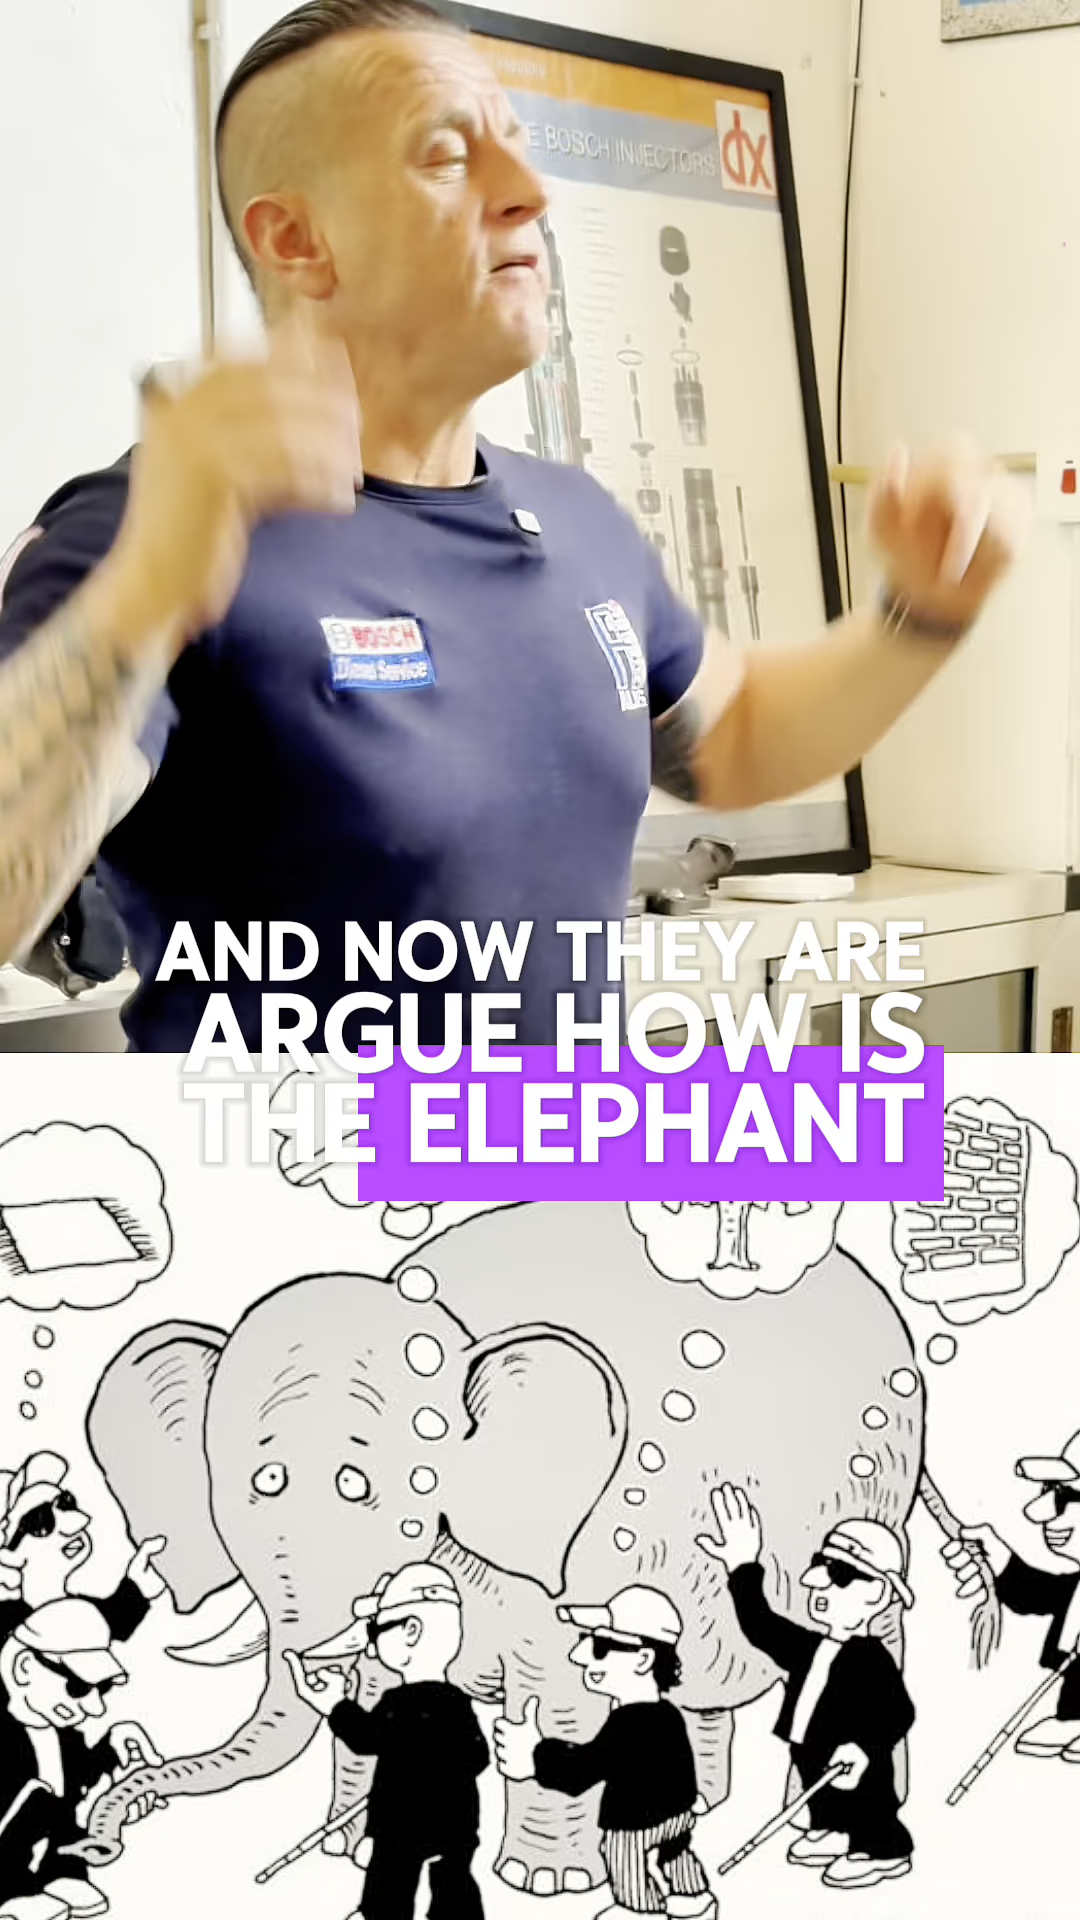 E BOSCH INJECTORS
dx
BOSCH
Diesel Service
AND NOW THEY ARE
ARGUE HOW IS
THE ELEPHANT